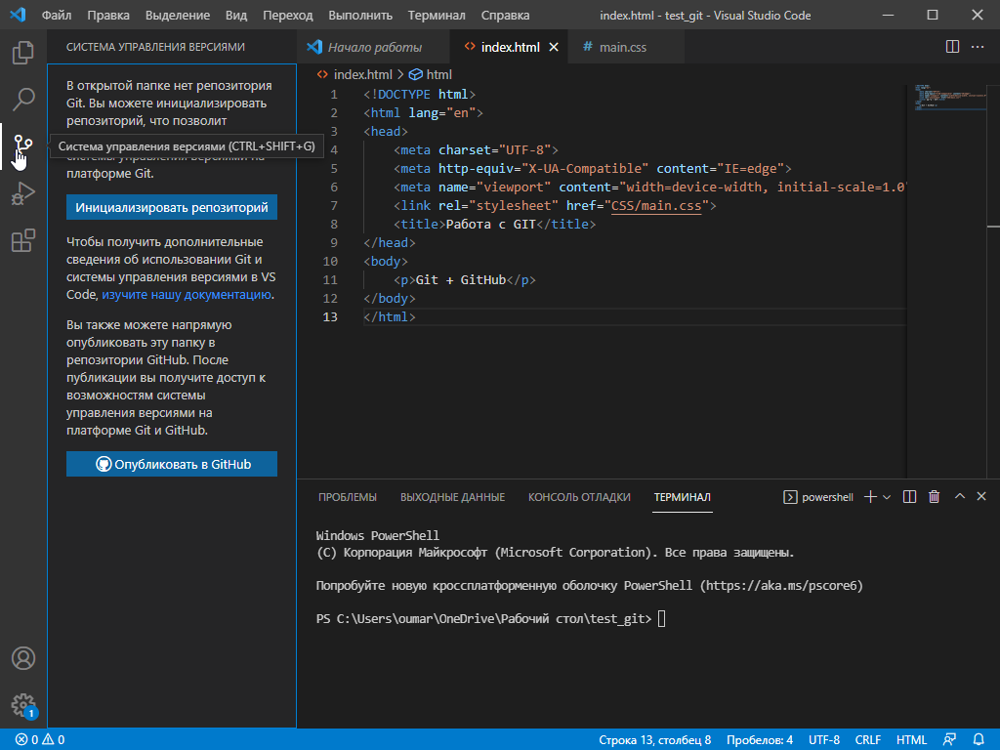 Файл Правка Выделение Вид Переход Выполнить Терминал Справка index.html - test_git - Visual Studio Code
СИСТЕМА УПРАВЛЕНИЯ ВЕРСИЯМИ
Начало работы index.html # main.css
В открытой папке нет репозитория
Git. Вы можете инициализировать
репозиторий, что позволит
Система управления версиями (CTRL+SHIFT+G)
системы управления версиями на
платформе Git.
Инициализировать репозиторий
Чтобы получить дополнительные
сведения об использовании Git и
системы управления версиями в VS
Code, изучите нашу документацию.
Вы также можете напрямую
опубликовать эту папку в
репозитории GitHub. После
публикации вы получите доступ к
возможностям системы
управления версиями на
платформе Git и GitHub.
Опубликовать в GitHub
index.html > html
1 <!DOCTYPE html>
2 <html lang="en">
3 <head>
4 <meta charset="UTF-8">
5 <meta http-equiv="X-UA-Compatible" content="IE=edge">
6 <meta name="viewport" content="width=device-width, initial-scale=1.0"
7 <link rel="stylesheet" href="CSS/main.css">
8 <title>Работа с GIT</title>
9 </head>
10 <body>
11 <p>Git + GitHub</p>
12 </body>
13 </html>
ПРОБЛЕМЫ ВЫХОДНЫЕ ДАННЫЕ КОНСОЛЬ ОТЛАДКИ ТЕРМИНАЛ powershell
Windows PowerShell
(C) Корпорация Майкрософт (Microsoft Corporation). Все права защищены.
Попробуйте новую кроссплатформенную оболочку PowerShell (https://aka.ms/pscore6)
PS C:\Users\oumar\OneDrive\Рабочий стол\test_git>
1
0 0 Строка 13, столбец 8 Пробелов: 4 UTF-8 CRLF HTML